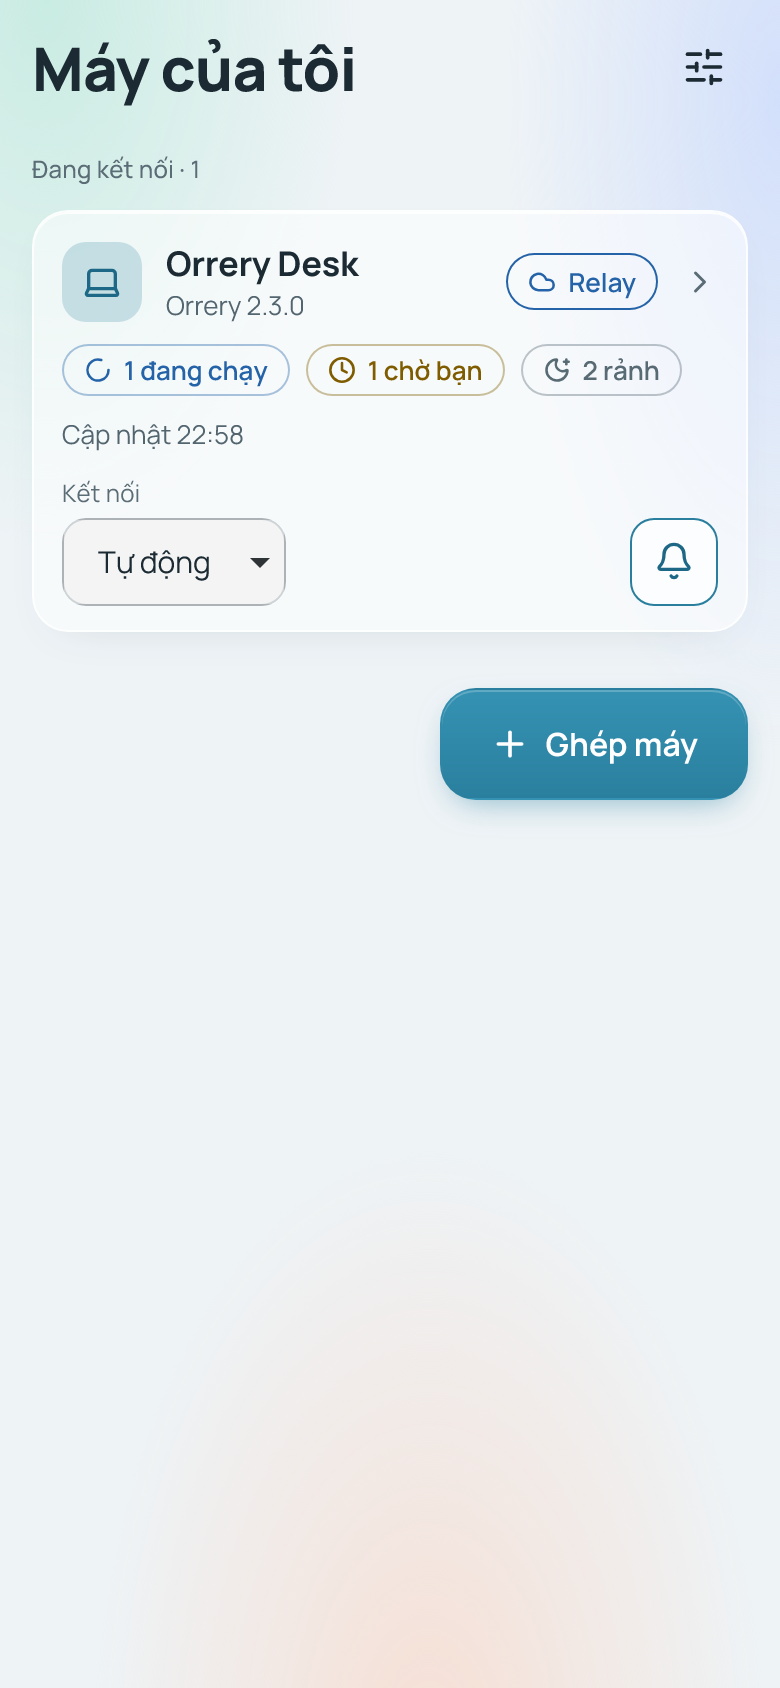 Máy của tôi
Đang kết nối · 1
Orrery Desk
Orrery 2.3.0
Relay
1 đang chạy
1 chờ bạn
2 rảnh
Cập nhật 22:58
Kết nối
Tự động
Ghép máy